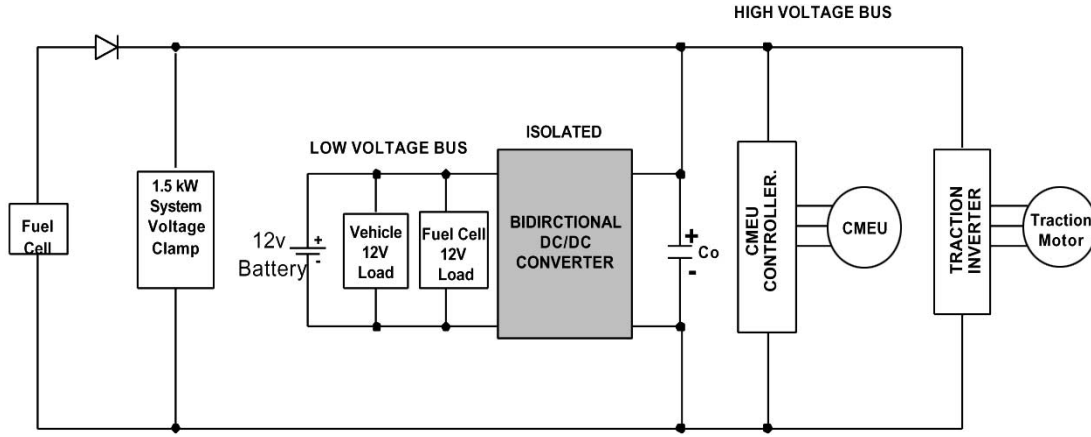 HIGH VOLTAGE BUS
ISOLATED
LOW VOLTAGE BUS
Fuel
Cell
1.5 kW
System
Voltage
Clamp
12v
Battery
+
-
Vehicle
12V
Load
Fuel Cell
12V
Load
BIDIRCTIONAL
DC/DC
CONVERTER
+
Co
-
CMEU
CONTROLLER.
CMEU
TRACTION
INVERTER
Traction
Motor